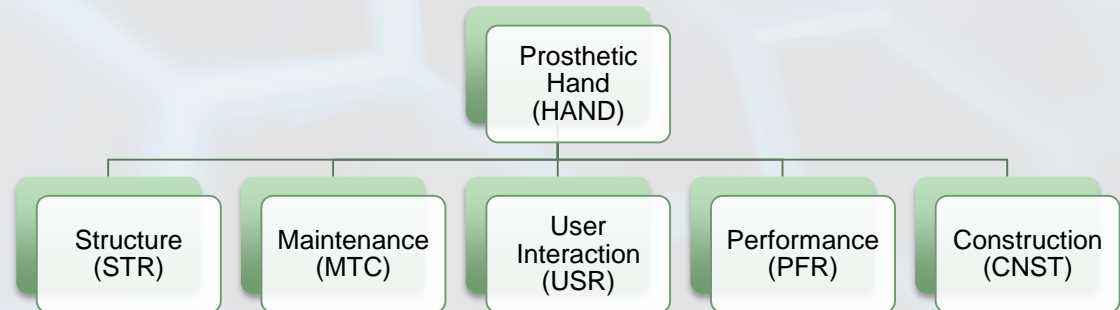 Prosthetic
Hand
(HAND)
Structure
(STR)
Maintenance
(MTC)
User
Interaction
(USR)
Performance
(PFR)
Construction
(CNST)